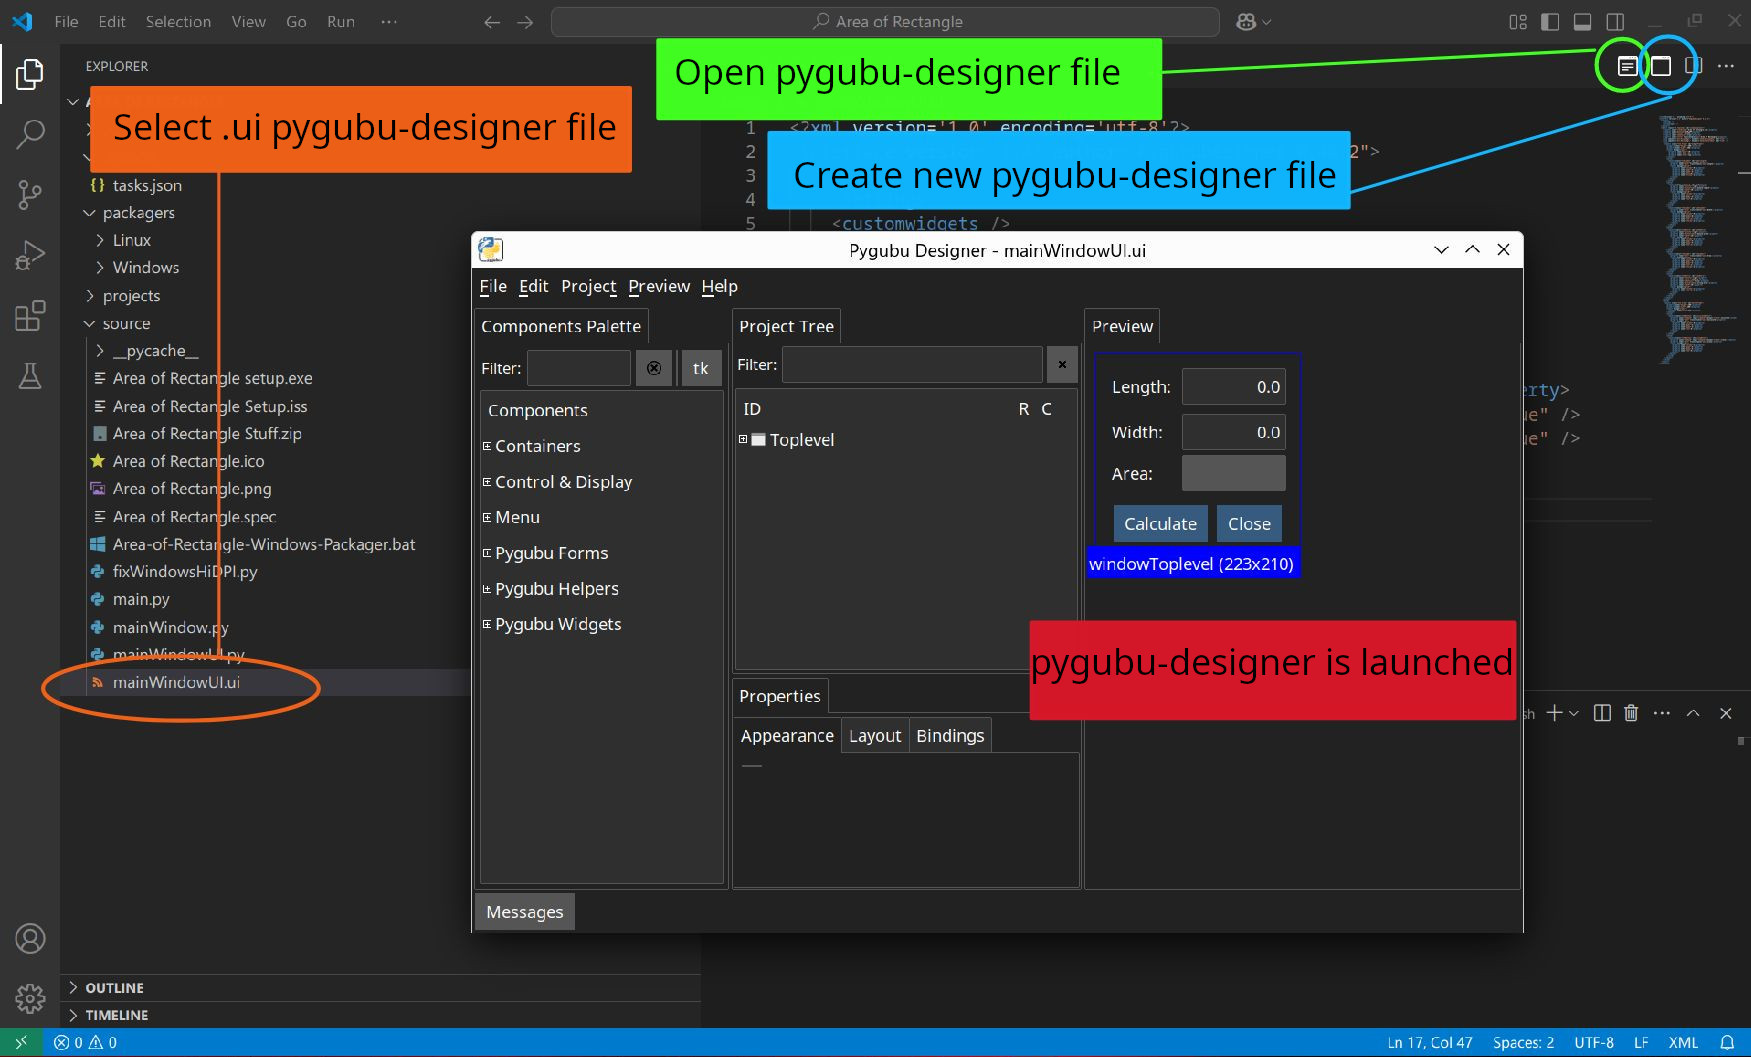 File Edit Selection View Go Run ···
Area of Rectangle
EXPLORER
Open pygubu-designer file
Select .ui pygubu-designer file
1 <?xml version='1.0' encoding='utf-8'?>
2 2">
Create new pygubu-designer file
3
4
5 <customwidgets />
tasks.json
packagers
Linux
Windows
projects
source
__pycache__
Area of Rectangle setup.exe
Area of Rectangle Setup.iss
Area of Rectangle Stuff.zip
Area of Rectangle.ico
Area of Rectangle.png
Area of Rectangle.spec
Area-of-Rectangle-Windows-Packager.bat
fixWindowsHiDPI.py
main.py
mainWindow.py
mainWindowUI.py
mainWindowUI.ui
Pygubu Designer - mainWindowUI.ui
File Edit Project Preview Help
Components Palette
Filter:
tk
Components
Containers
Control & Display
Menu
Pygubu Forms
Pygubu Helpers
Pygubu Widgets
Project Tree
Filter:
ID R C
Toplevel
Properties
Appearance Layout Bindings
Preview
Length: 0.0
Width: 0.0
Area:
Calculate Close
windowToplevel (223x210)
pygubu-designer is launched
Messages
erty>
ue" />
ue" />
sh
OUTLINE
TIMELINE
0 0
Ln 17, Col 47 Spaces: 2 UTF-8 LF XML